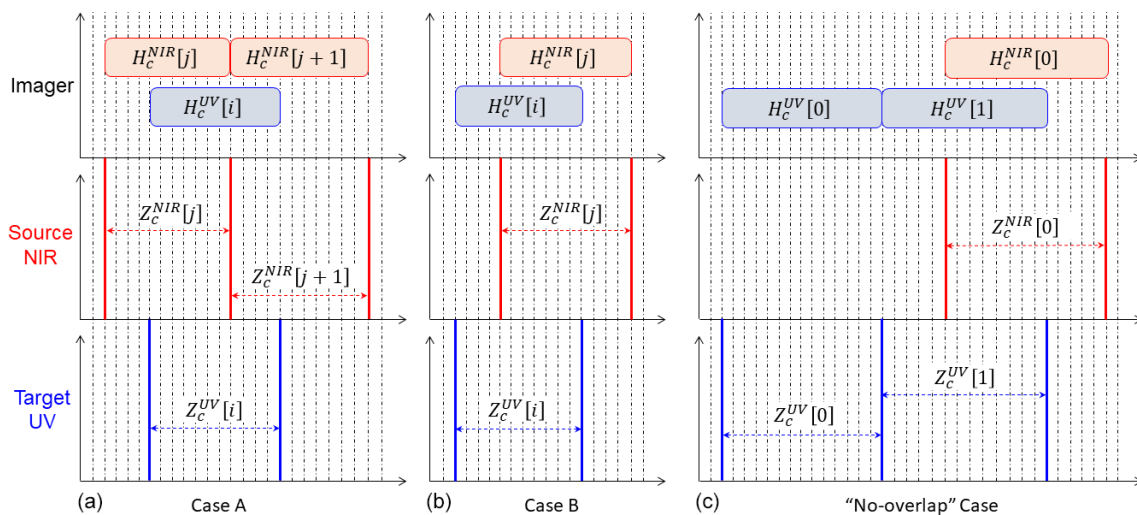 Imager
Source
NIR
Target
UV
$H_c^{NIR}[j]$ $H_c^{NIR}[j+1]$
$H_c^{UV}[i]$
$Z_c^{NIR}[j]$
$Z_c^{NIR}[j+1]$
$Z_c^{UV}[i]$
(a) Case A
$H_c^{NIR}[j]$
$H_c^{UV}[i]$
$Z_c^{NIR}[j]$
$Z_c^{UV}[i]$
(b) Case B
$H_c^{NIR}[0]$
$H_c^{UV}[0]$ $H_c^{UV}[1]$
$Z_c^{NIR}[0]$
$Z_c^{UV}[1]$
$Z_c^{UV}[0]$
(c) “No-overlap” Case